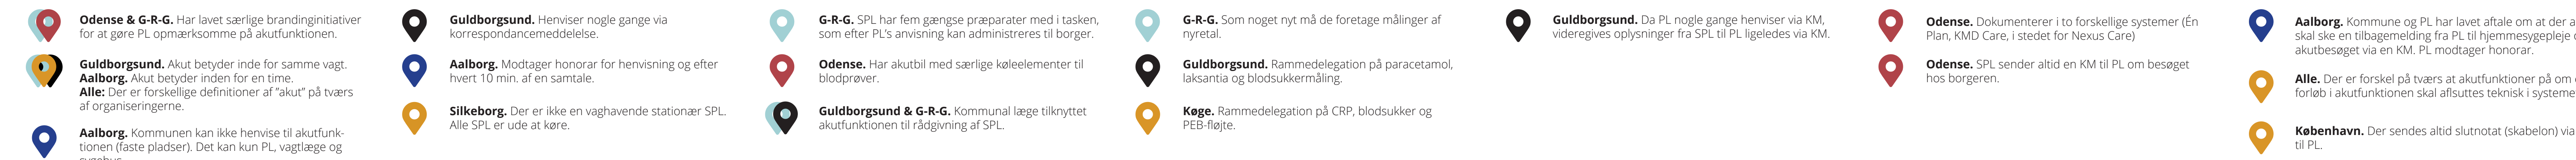 Odense & G-R-G. Har lavet særlige brandinginitiativer
for at gøre PL opmærksomme på akutfunktionen.
Guldborgsund. Akut betyder inde for samme vagt.
Aalborg. Akut betyder inden for en time.
Alle: Der er forskellige definitioner af ”akut” på tværs
af organiseringerne.
Aalborg. Kommunen kan ikke henvise til akutfunk-
tionen (faste pladser). Det kan kun PL, vagtlæge og
Guldborgsund. Henviser nogle gange via
korrespondancemeddelelse.
Aalborg. Modtager honorar for henvisning og efter
hvert 10 min. af en samtale.
Silkeborg. Der er ikke en vaghavende stationær SPL.
Alle SPL er ude at køre.
G-R-G. SPL har fem gængse præparater med i tasken,
som efter PL’s anvisning kan administreres til borger.
Odense. Har akutbil med særlige køleelementer til
blodprøver.
Guldborgsund & G-R-G. Kommunal læge tilknyttet
akutfunktionen til rådgivning af SPL.
G-R-G. Som noget nyt må de foretage målinger af
nyretal.
Guldborgsund. Rammedelegation på paracetamol,
laksantia og blodsukkermåling.
Køge. Rammedelegation på CRP, blodsukker og
PEB-fløjte.
Guldborgsund. Da PL nogle gange henviser via KM,
videregives oplysninger fra SPL til PL ligeledes via KM.
Odense. Dokumenterer i to forskellige systemer (Én
Plan, KMD Care, i stedet for Nexus Care)
Odense. SPL sender altid en KM til PL om besøget
hos borgeren.
Aalborg. Kommune og PL har lavet aftale om at der a
skal ske en tilbagemelding fra PL til hjemmesygepleje
akutbesøget via en KM. PL modtager honorar.
Alle. Der er forskel på tværs at akutfunktioner på om
forløb i akutfunktionen skal aflsuttes teknisk i systeme
København. Der sendes altid slutnotat (skabelon) via
til PL.